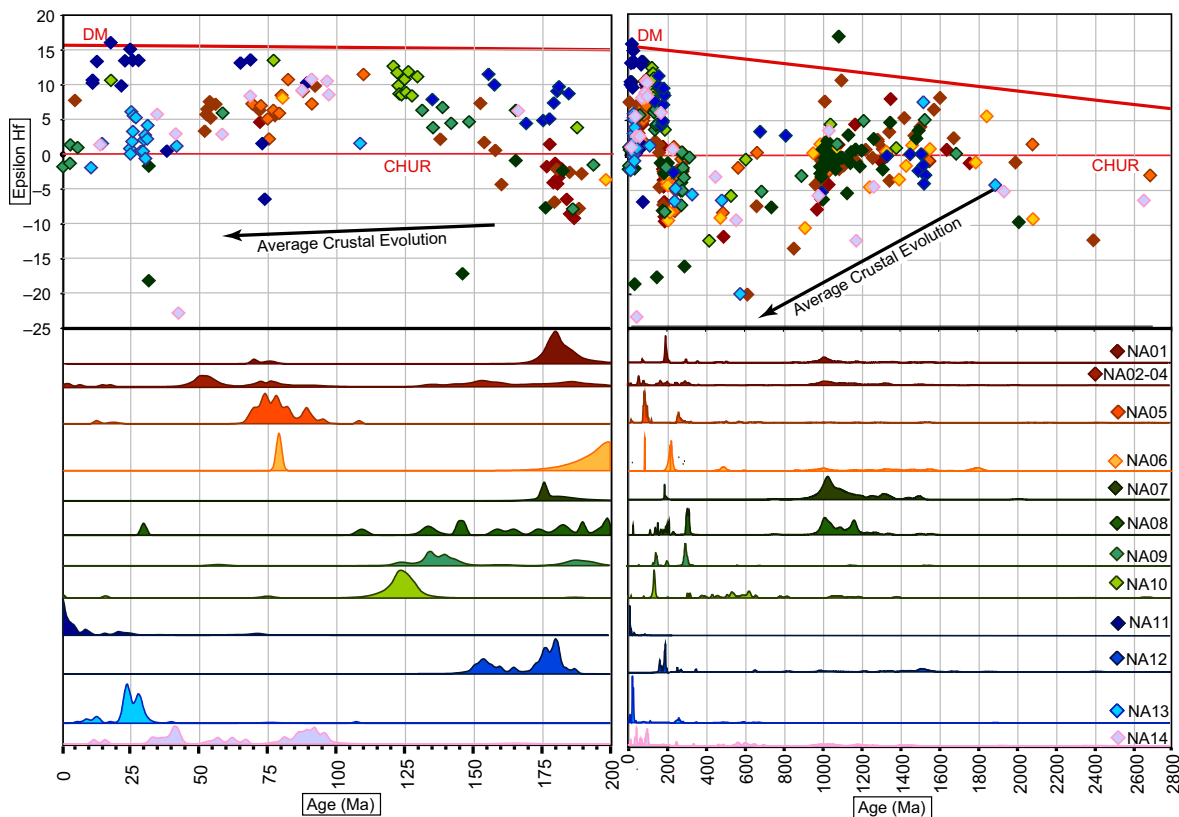 20
15
10
5
0
−5
−10
−15
−20
−25
Epsilon Hf
DM
CHUR
Average Crustal Evolution
DM
CHUR
Average Crustal Evolution
NA01
NA02-04
NA05
NA06
NA07
NA08
NA09
NA10
NA11
NA12
NA13
NA14
0 25 50 75 100 125 150 175 200
Age (Ma)
0 200 400 600 800 1000 1200 1400 1600 1800 2000 2200 2400 2600 2800
Age (Ma)